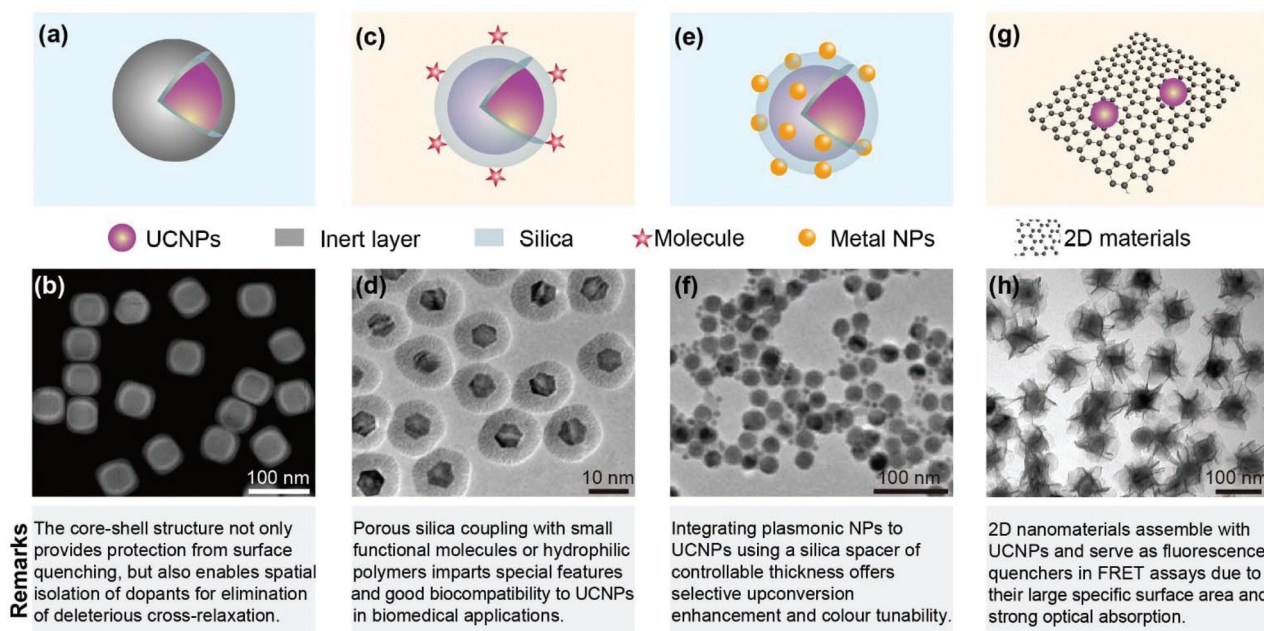 (a)
(c)
(e)
(g)
UCNPs
Inert layer
Silica
Molecule
Metal NPs
2D materials
(b)
100 nm
(d)
10 nm
(f)
100 nm
(h)
100 nm
Remarks
The core-shell structure not only
provides protection from surface
quenching, but also enables spatial
isolation of dopants for elimination
of deleterious cross-relaxation.
Porous silica coupling with small
functional molecules or hydrophilic
polymers imparts special features
and good biocompatibility to UCNPs
in biomedical applications.
Integrating plasmonic NPs to
UCNPs using a silica spacer of
controllable thickness offers
selective upconversion
enhancement and colour tunability.
2D nanomaterials assemble with
UCNPs and serve as fluorescence
quenchers in FRET assays due to
their large specific surface area and
strong optical absorption.